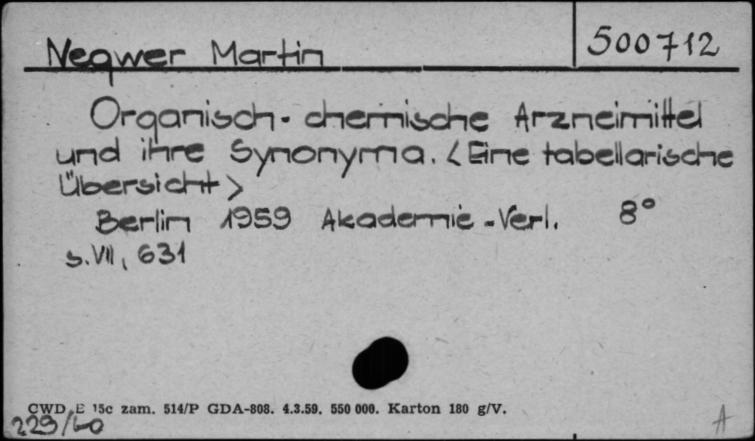 Negwer Martin
500712
Organisch-chemische Arzneimittel
und ihre Synonyma. <Eine tabellarische
Übersicht>
Berlin 1959 Akademie-Verl. 8°
s. VII, 631
CWD, E 15c zam. 514/P GDA-808. 4.3.59. 550 000. Karton 180 g/V.
229/60
A